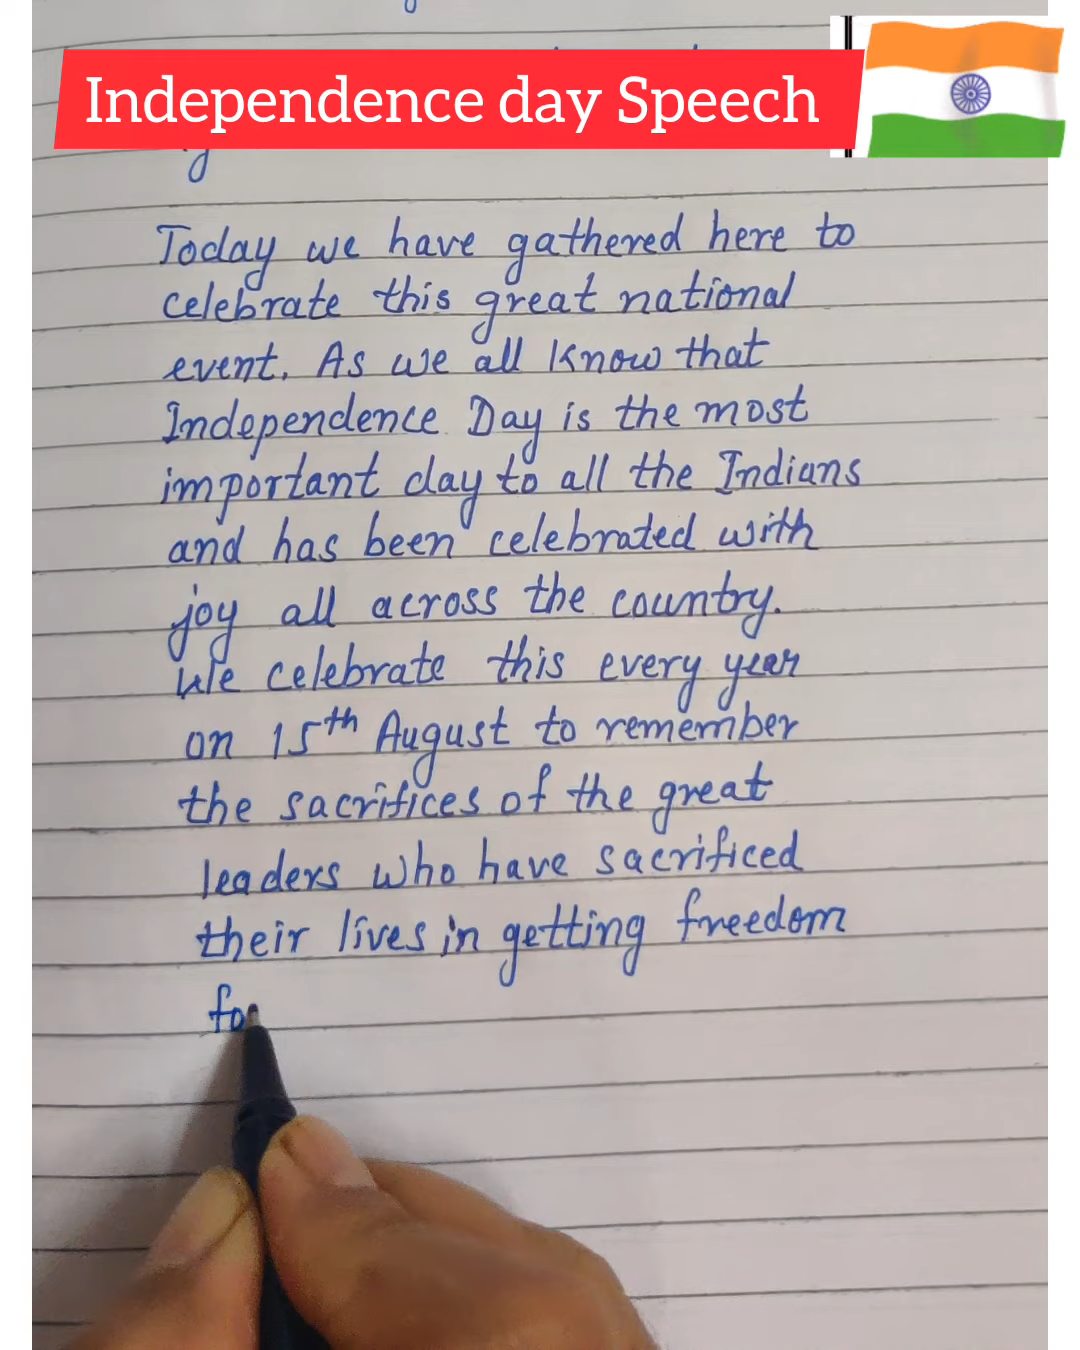 Independence day Speech
Today we have gathered here to
celebrate this great national
event. As we all know that
Independence Day is the most
important day to all the Indians
and has been celebrated with
joy all across the country.
We celebrate this every year
on 15th August to remember
the sacrifices of the great
leaders who have sacrificed
their lives in getting freedom
fo